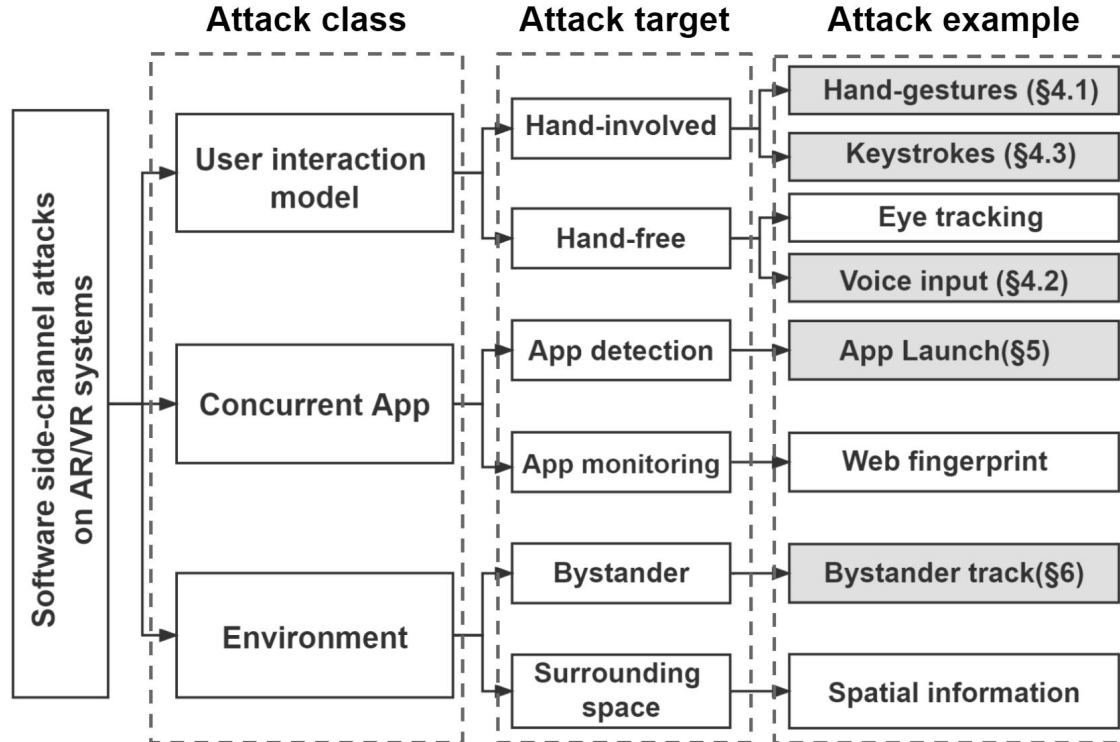 Attack class
Attack target
Attack example
Software side-channel attacks
on AR/VR systems
User interaction
model
Concurrent App
Environment
Hand-involved
Hand-free
App detection
App monitoring
Bystander
Surrounding
space
Hand-gestures (§4.1)
Keystrokes (§4.3)
Eye tracking
Voice input (§4.2)
App Launch(§5)
Web fingerprint
Bystander track(§6)
Spatial information